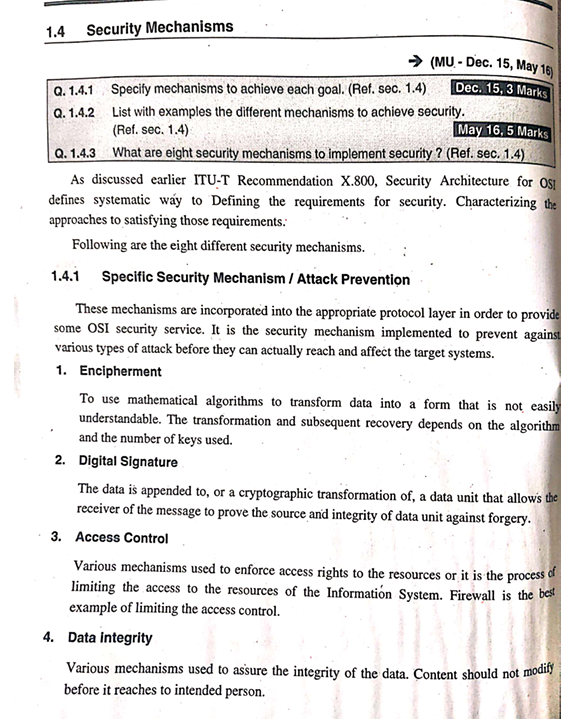 1.4 Security Mechanisms
➔ (MU - Dec. 15, May 16)
Q. 1.4.1 Specify mechanisms to achieve each goal. (Ref. sec. 1.4) Dec. 15, 3 Marks
Q. 1.4.2 List with examples the different mechanisms to achieve security.
(Ref. sec. 1.4) May 16, 5 Marks
Q. 1.4.3 What are eight security mechanisms to implement security ? (Ref. sec. 1.4)
As discussed earlier ITU-T Recommendation X.800, Security Architecture for OSI
defines systematic way to Defining the requirements for security. Characterizing the
approaches to satisfying those requirements.
Following are the eight different security mechanisms.
1.4.1 Specific Security Mechanism / Attack Prevention
These mechanisms are incorporated into the appropriate protocol layer in order to provide
some OSI security service. It is the security mechanism implemented to prevent against
various types of attack before they can actually reach and affect the target systems.
1. Encipherment
To use mathematical algorithms to transform data into a form that is not easily
understandable. The transformation and subsequent recovery depends on the algorithm
and the number of keys used.
2. Digital Signature
The data is appended to, or a cryptographic transformation of, a data unit that allows the
receiver of the message to prove the source and integrity of data unit against forgery.
3. Access Control
Various mechanisms used to enforce access rights to the resources or it is the process of
limiting the access to the resources of the Information System. Firewall is the best
example of limiting the access control.
4. Data Integrity
Various mechanisms used to assure the integrity of the data. Content should not modify
before it reaches to intended person.